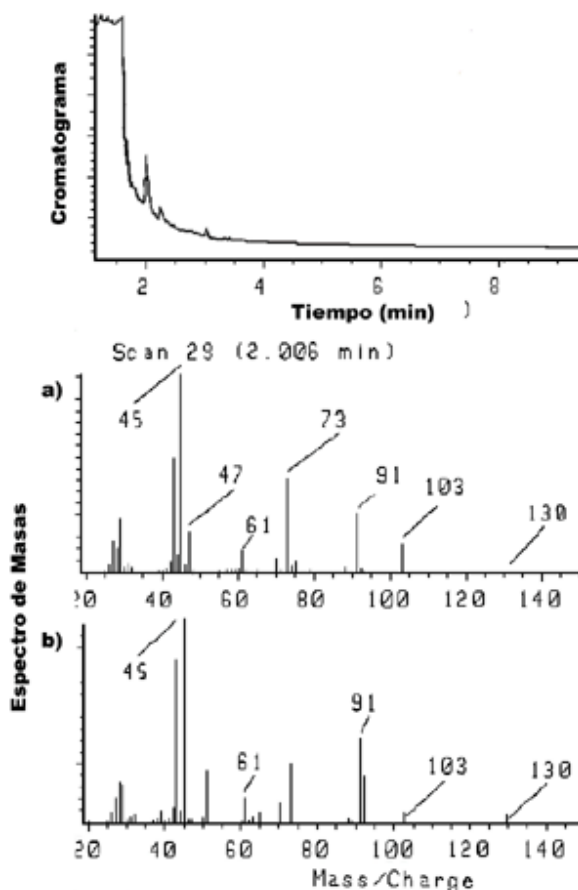 Cromatograma
2 4 6 8
Tiempo (min) )
Scan 29 (2.006 min)
Espectro de Masas
a)
45
47
61
73
91
103
130
20 40 60 80 100 120 140
b)
45
61
91
103
130
20 40 60 80 100 120 140
Mass/Charge